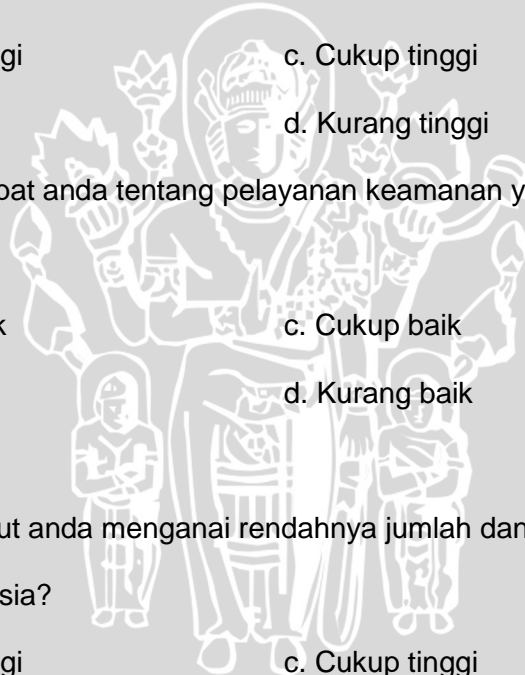 gi c. Cukup tinggi
d. Kurang tinggi
pat anda tentang pelayanan keamanan y
k c. Cukup baik
d. Kurang baik
ut anda menganai rendahnya jumlah dan
sia?
gi c. Cukup tinggi